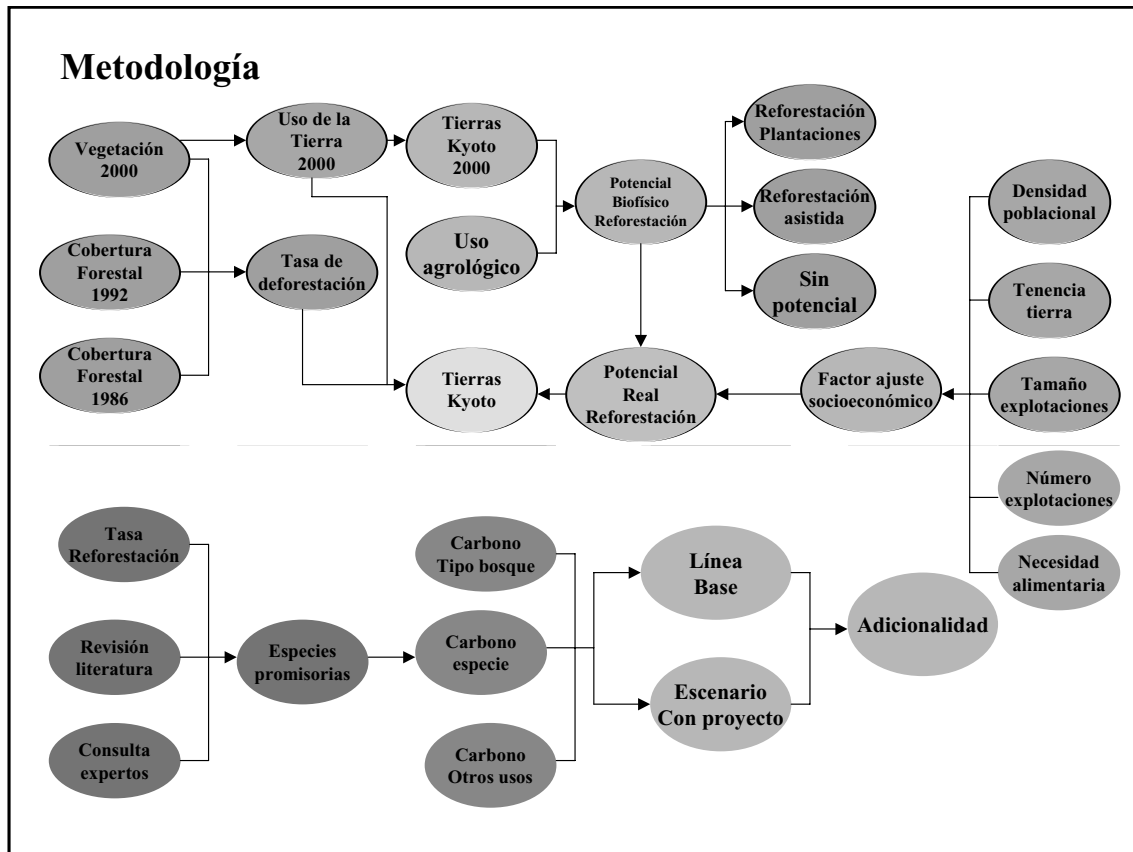 Metodología
Vegetación
2000
Uso de la
Tierra
2000
Tierras
Kyoto
2000
Reforestación
Plantaciones
Cobertura
Forestal
1992
Tasa de
deforestación
Uso
agrológico
Potencial
Biofísico
Reforestación
Reforestación
asistida
Sin
potencial
Densidad
poblacional
Tenencia
tierra
Cobertura
Forestal
1986
Tierras
Kyoto
Potencial
Real
Reforestación
Factor ajuste
socioeconómico
Tamaño
explotaciones
Número
explotaciones
Necesidad
alimentaria
Tasa
Reforestación
Revisión
literatura
Consulta
expertos
Especies
promisorias
Carbono
Tipo bosque
Carbono
especie
Carbono
Otros usos
Línea
Base
Escenario
Con proyecto
Adicionalidad